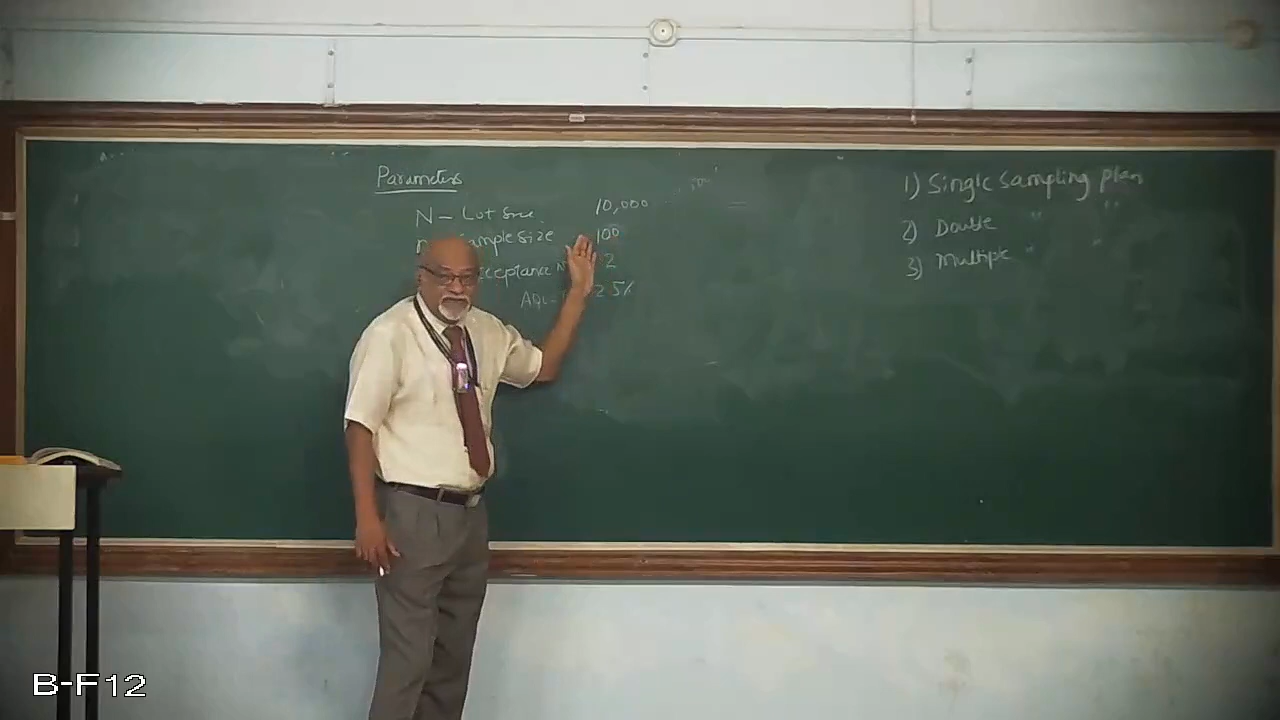 Parameters
N - Lot Size 10,000
Sample Size 100
cceptance N 2
AQL - 2.5%
1) Single Sampling Plan
2) Double " "
3) Multiple " "
B-F12